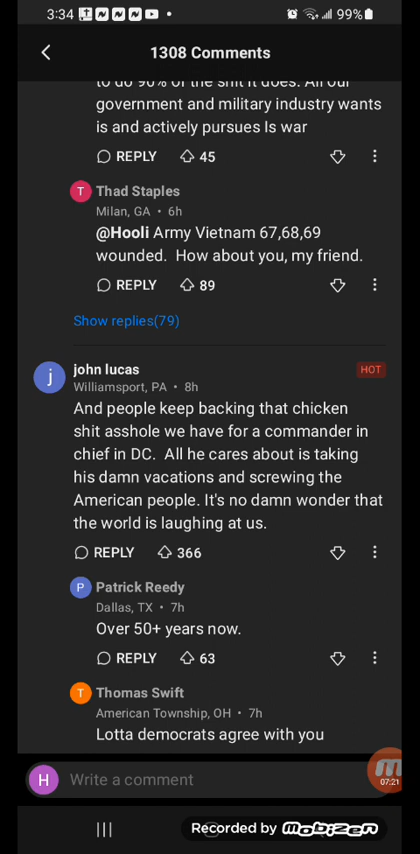 3:34 99%
1308 Comments
to do 90% of the shit it does. All our
government and military industry wants
is and actively pursues Is war
REPLY 45
T Thad Staples
Milan, GA • 6h
@Hooli Army Vietnam 67,68,69
wounded. How about you, my friend.
REPLY 89
Show replies(79)
j john lucas HOT
Williamsport, PA • 8h
And people keep backing that chicken
shit asshole we have for a commander in
chief in DC. All he cares about is taking
his damn vacations and screwing the
American people. It's no damn wonder that
the world is laughing at us.
REPLY 366
P Patrick Reedy
Dallas, TX • 7h
Over 50+ years now.
REPLY 63
T Thomas Swift
American Township, OH • 7h
Lotta democrats agree with you
H Write a comment
07:21
Recorded by mobizen